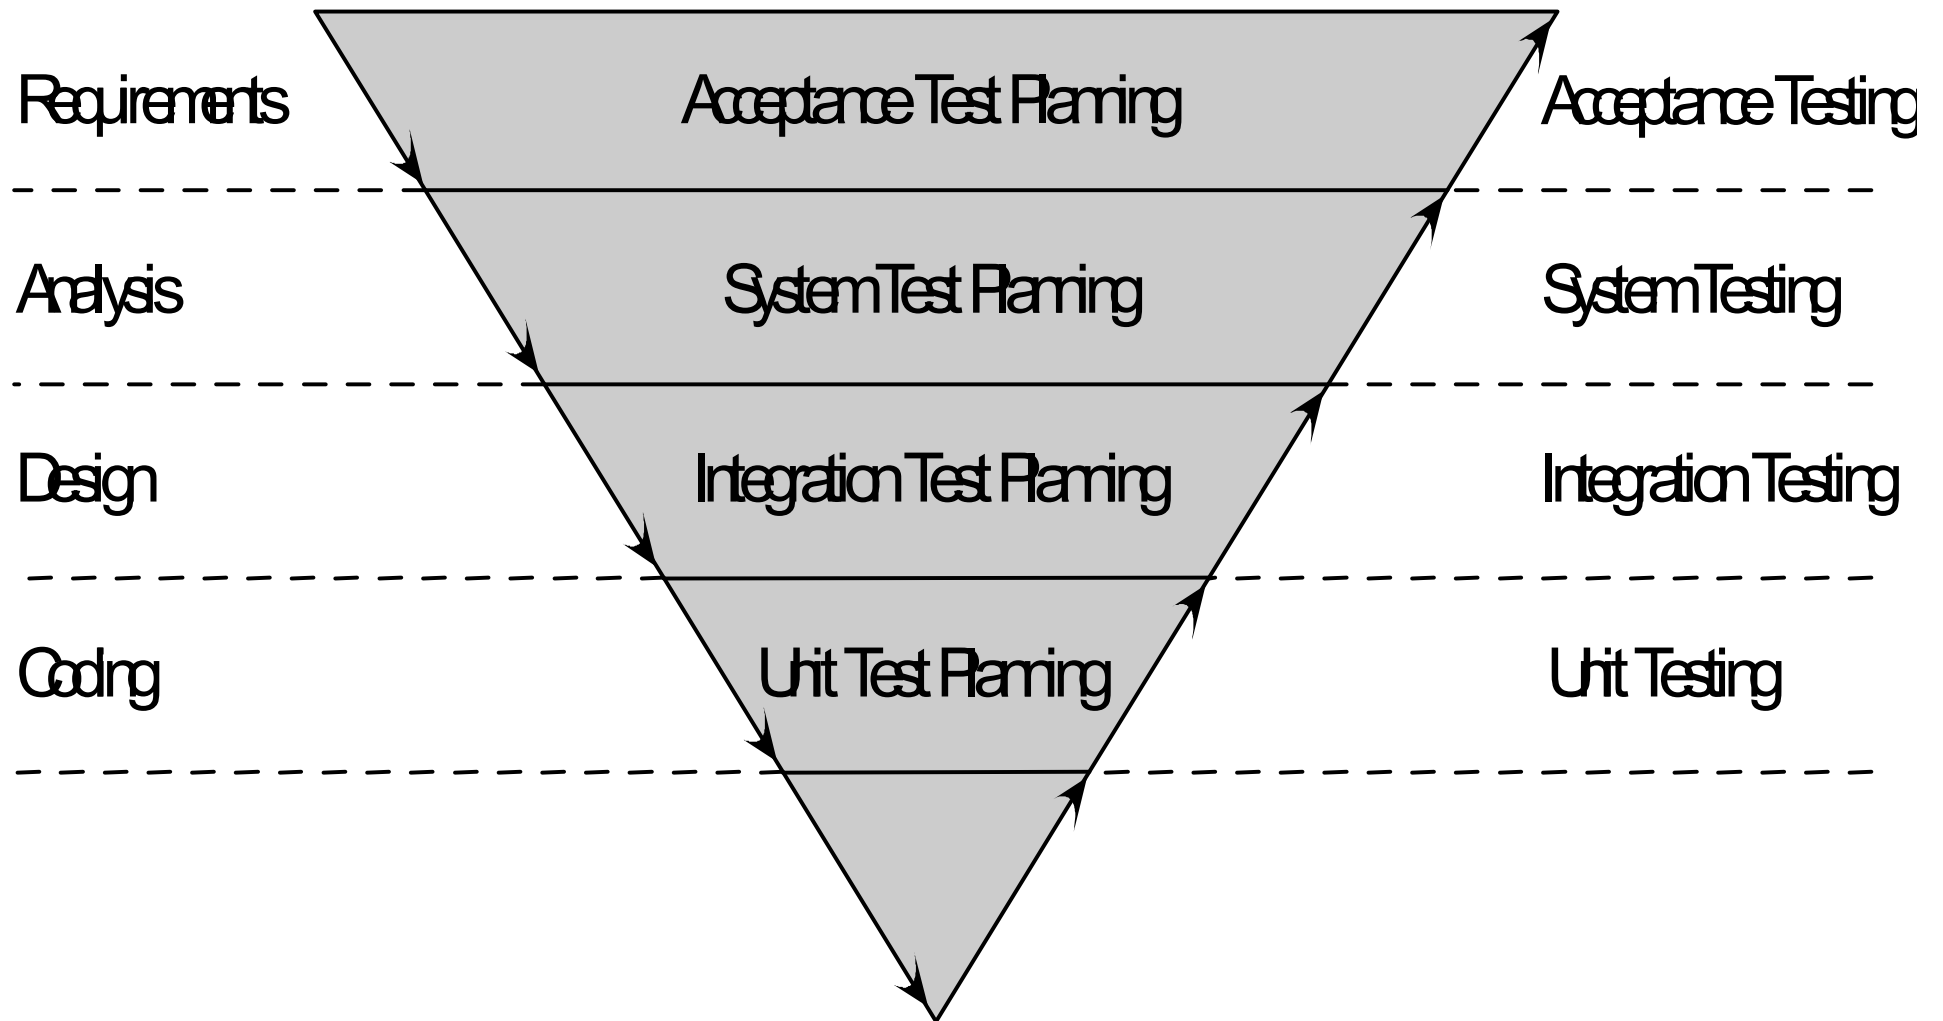 Requirements
Acceptance Test Planning
Acceptance Testing
Analysis
System Test Planning
System Testing
Design
Integration Test Planning
Integration Testing
Coding
Unit Test Planning
Unit Testing